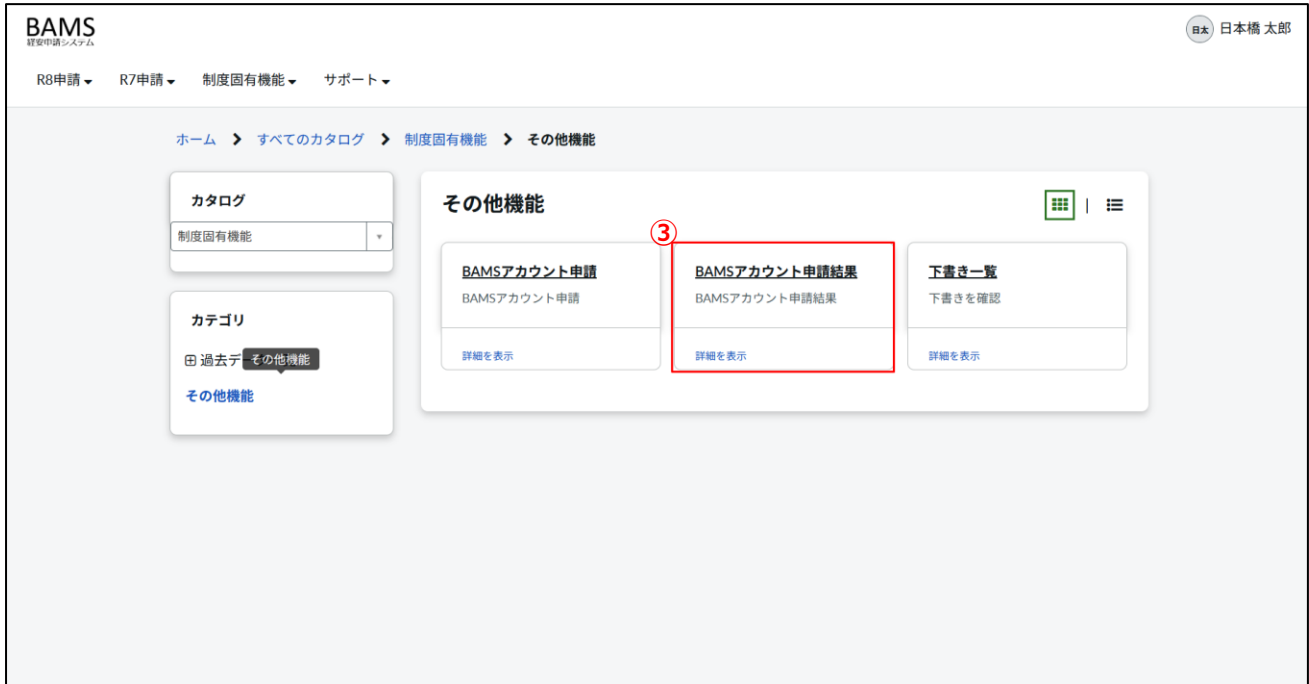 BAMS
経安申請システム
日太 日本橋 太郎
R8申請 R7申請 制度固有機能 サポート
ホーム すべてのカタログ 制度固有機能 その他機能
カタログ
制度固有機能
カテゴリ
過去デ
その他機能
その他機能
その他機能
③
BAMSアカウント申請
BAMSアカウント申請
詳細を表示
BAMSアカウント申請結果
BAMSアカウント申請結果
詳細を表示
下書き一覧
下書きを確認
詳細を表示